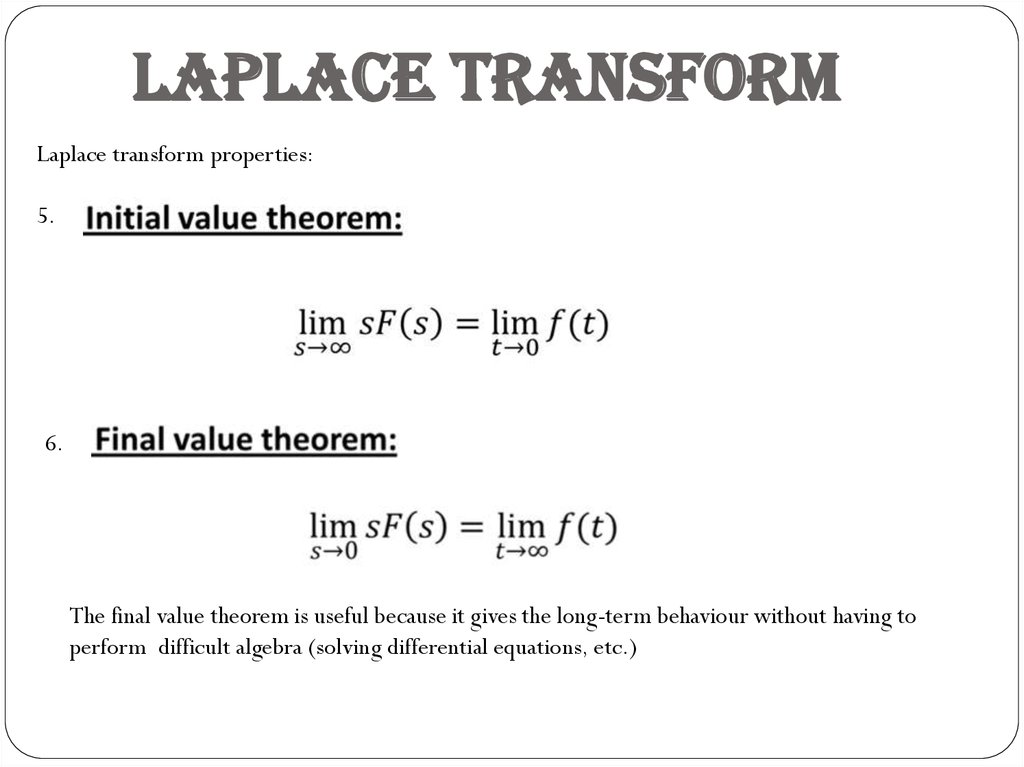 LAPLACE TRANSFORM
Laplace transform properties:
5. Initial value theorem:
lim sF(s) = lim f(t)
s→∞ t→0
6. Final value theorem:
lim sF(s) = lim f(t)
s→0 t→∞
The final value theorem is useful because it gives the long-term behaviour without having to
perform difficult algebra (solving differential equations, etc.)